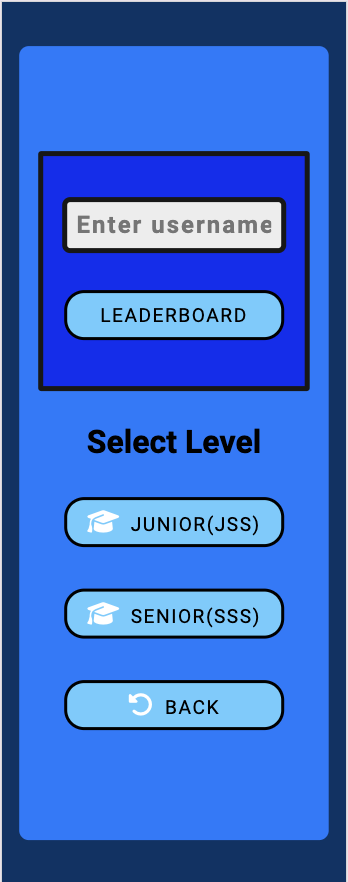 Enter username
LEADERBOARD
Select Level
JUNIOR(JSS)
SENIOR(SSS)
BACK